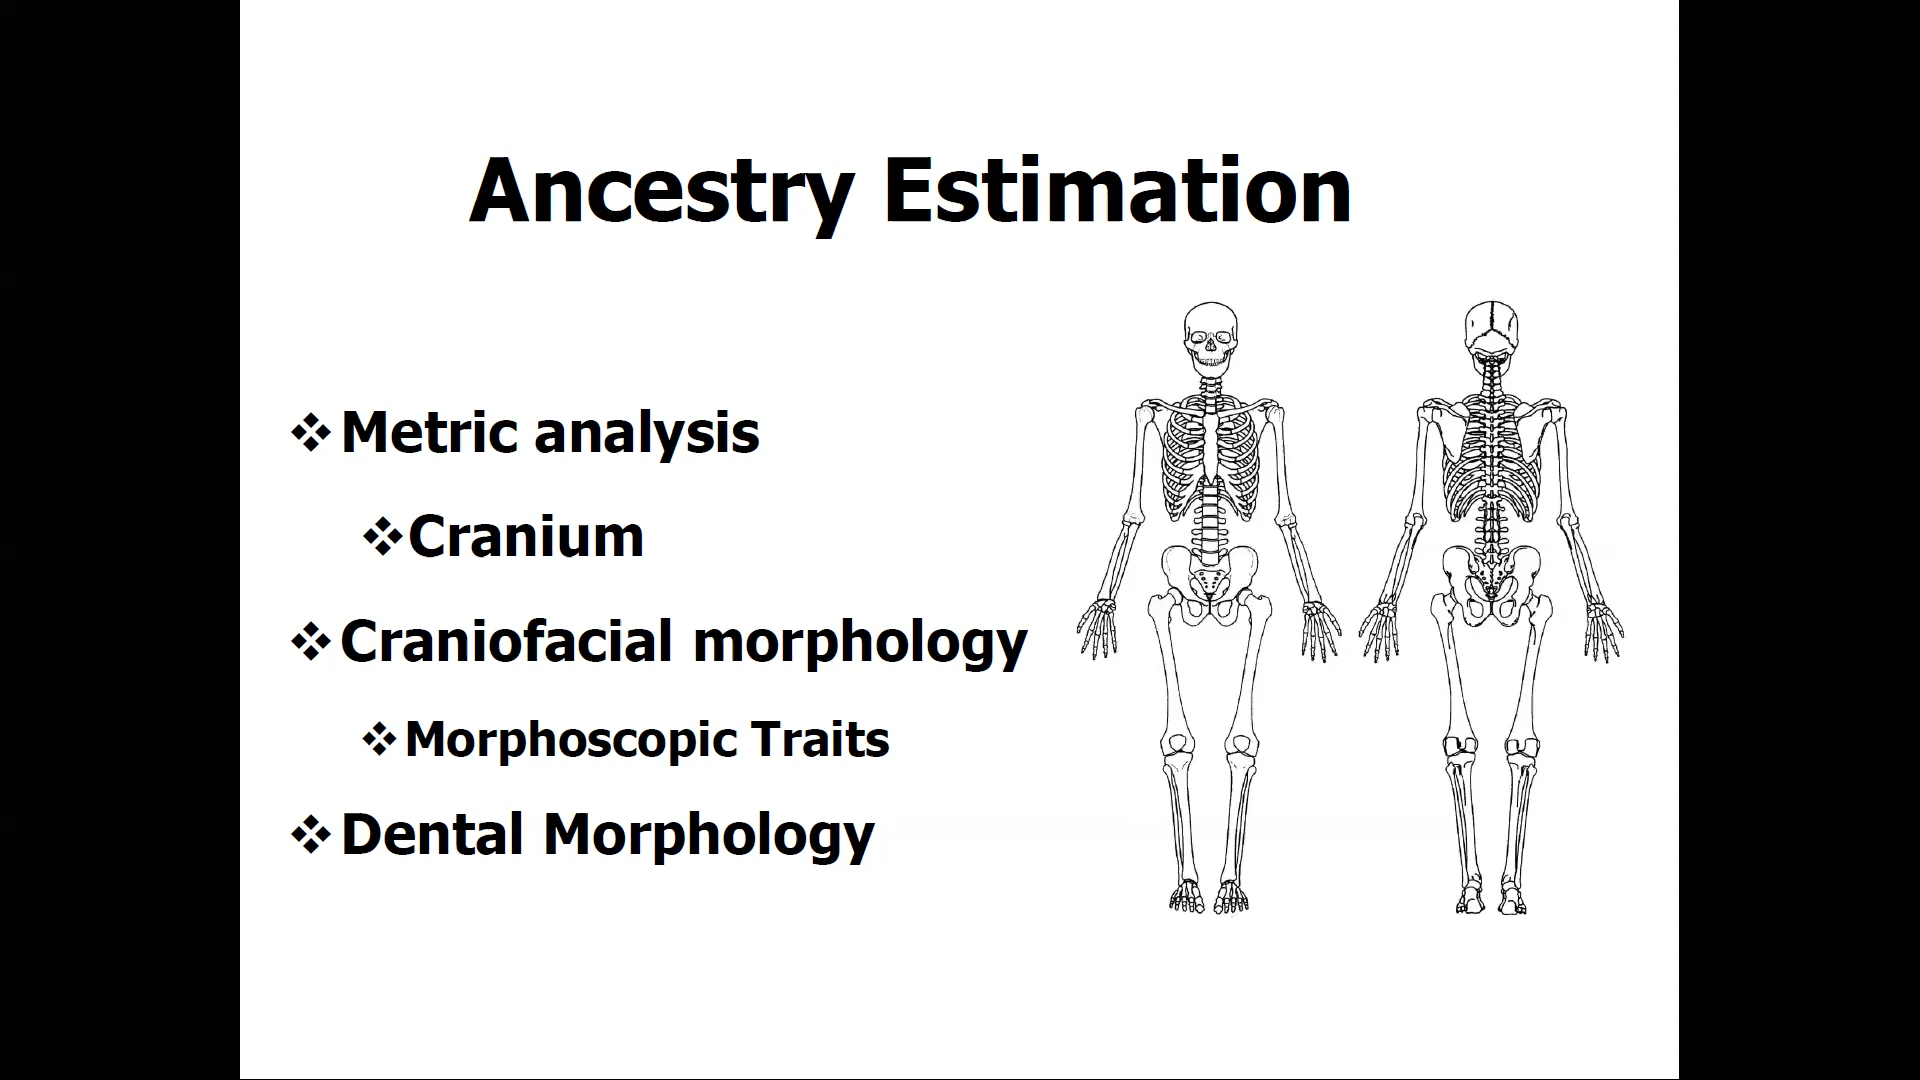 Ancestry Estimation
❖Metric analysis
❖Cranium
❖Craniofacial morphology
❖Morphoscopic Traits
❖Dental Morphology